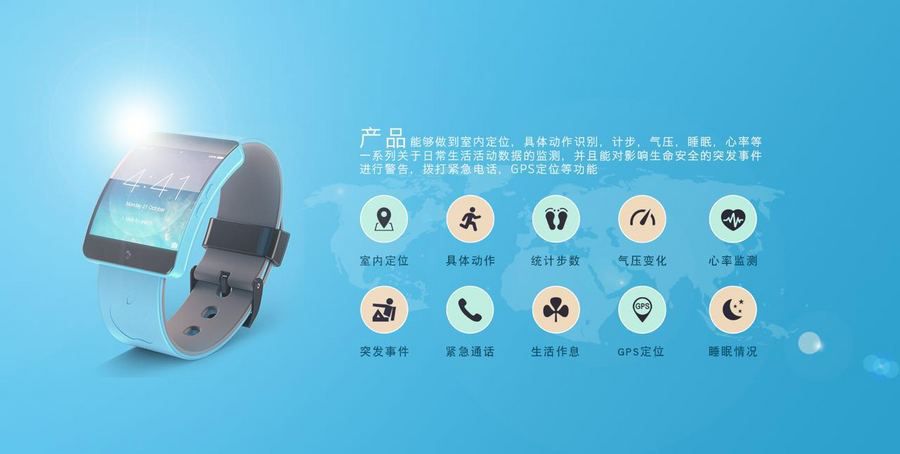 4:41
Monday 27 October
产品能够做到室内定位，具体动作识别，计步，气压，睡眠，心率等
一系列关于日常生活活动数据的监测，并且能对影响生命安全的突发事件
进行警告，拨打紧急电话，GPS定位等功能
室内定位 具体动作 统计步数 气压变化 心率监测
GPS
突发事件 紧急通话 生活作息 GPS定位 睡眠情况